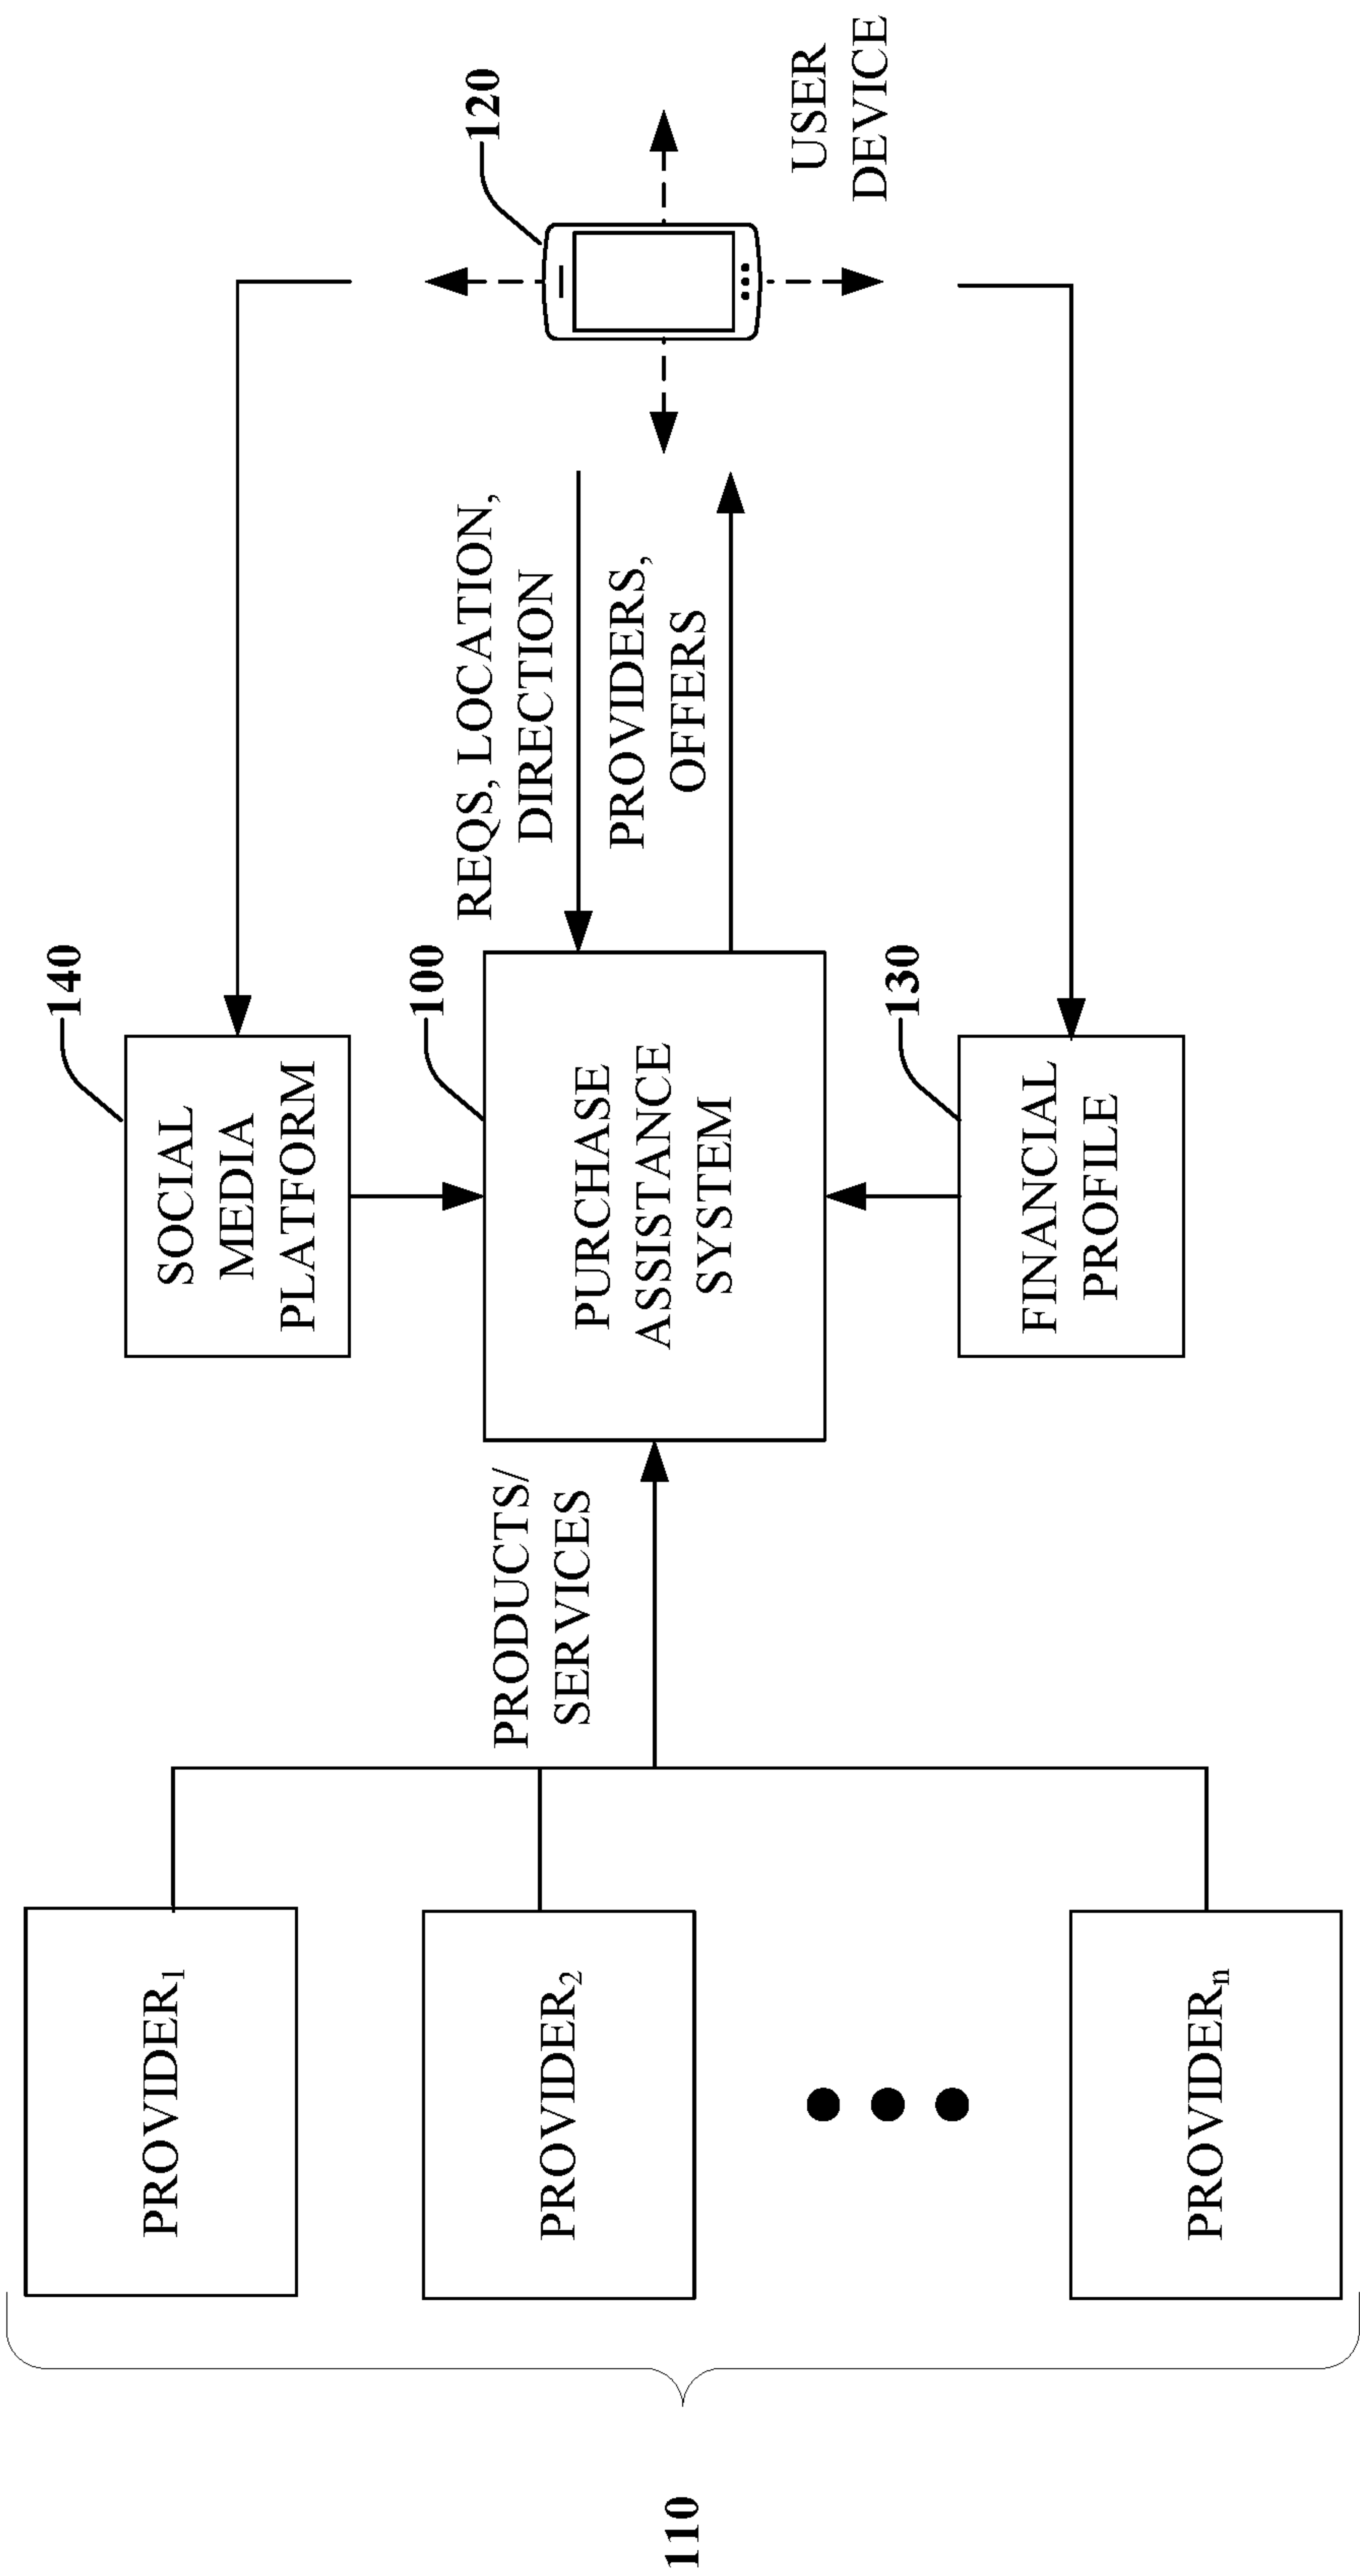 110
PROVIDER1
PROVIDER2
PROVIDERn
PRODUCTS/
SERVICES
140
SOCIAL
MEDIA
PLATFORM
100
PURCHASE
ASSISTANCE
SYSTEM
130
FINANCIAL
PROFILE
REQS, LOCATION,
DIRECTION
PROVIDERS,
OFFERS
120
USER
DEVICE